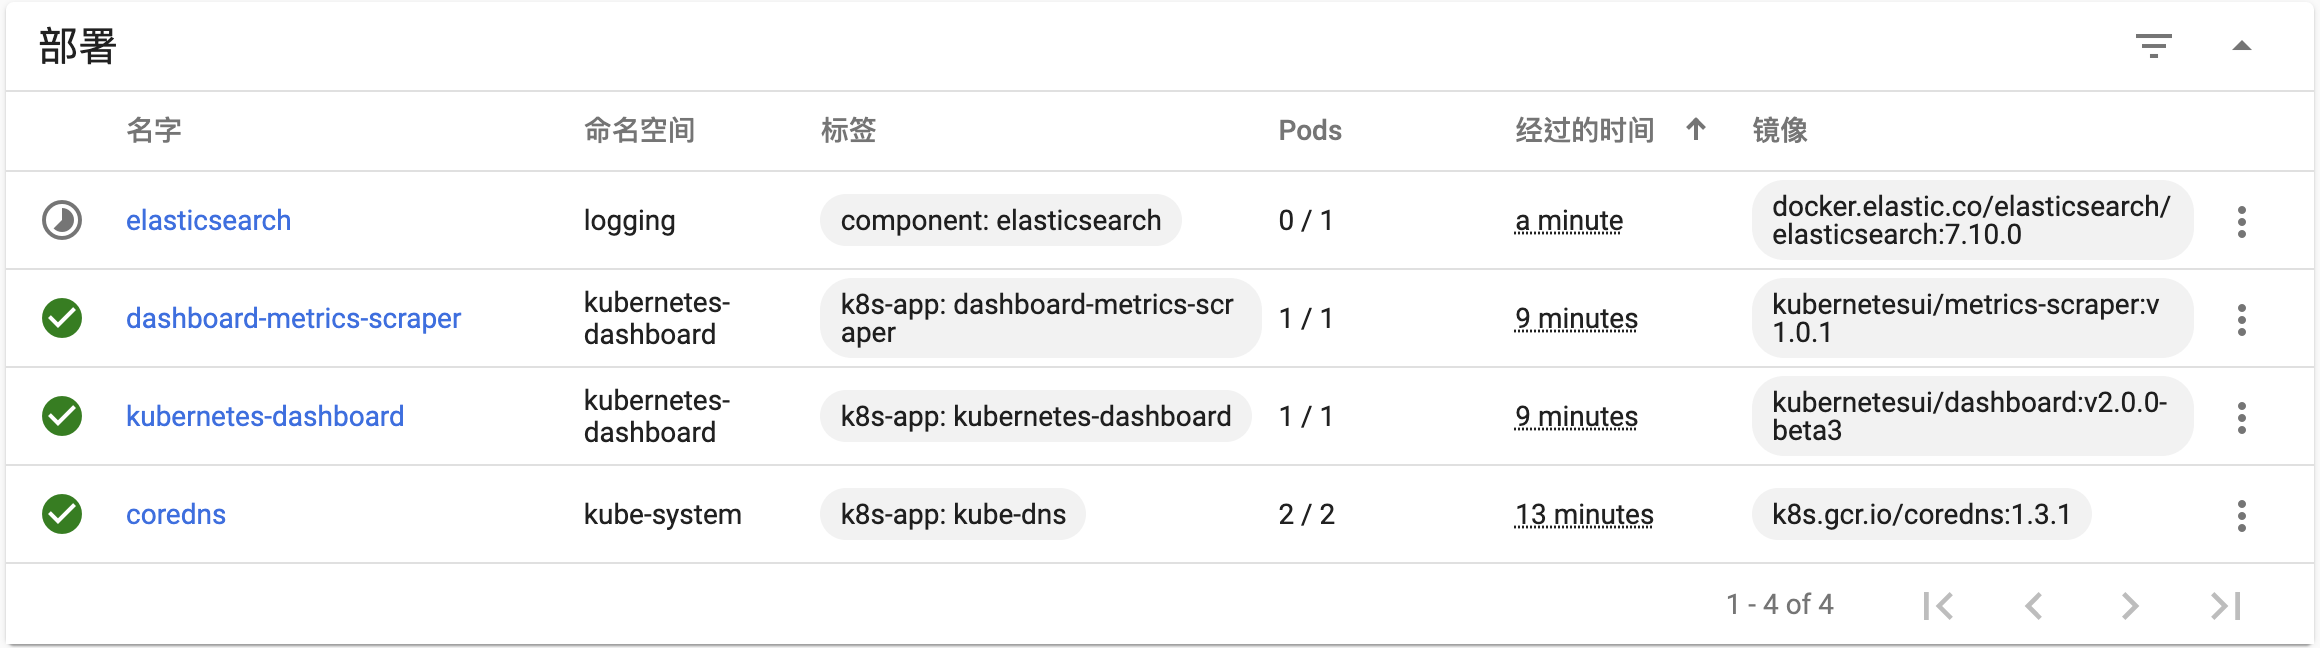 部署
名字 命名空间 标签 Pods 经过的时间 镜像
elasticsearch logging component: elasticsearch 0 / 1 a minute docker.elastic.co/elasticsearch/
elasticsearch:7.10.0
dashboard-metrics-scraper kubernetes- k8s-app: dashboard-metrics-scr 1 / 1 9 minutes kubernetesui/metrics-scraper:v
dashboard aper 1.0.1
kubernetes-dashboard kubernetes- k8s-app: kubernetes-dashboard 1 / 1 9 minutes kubernetesui/dashboard:v2.0.0-
dashboard beta3
coredns kube-system k8s-app: kube-dns 2 / 2 13 minutes k8s.gcr.io/coredns:1.3.1
1 - 4 of 4